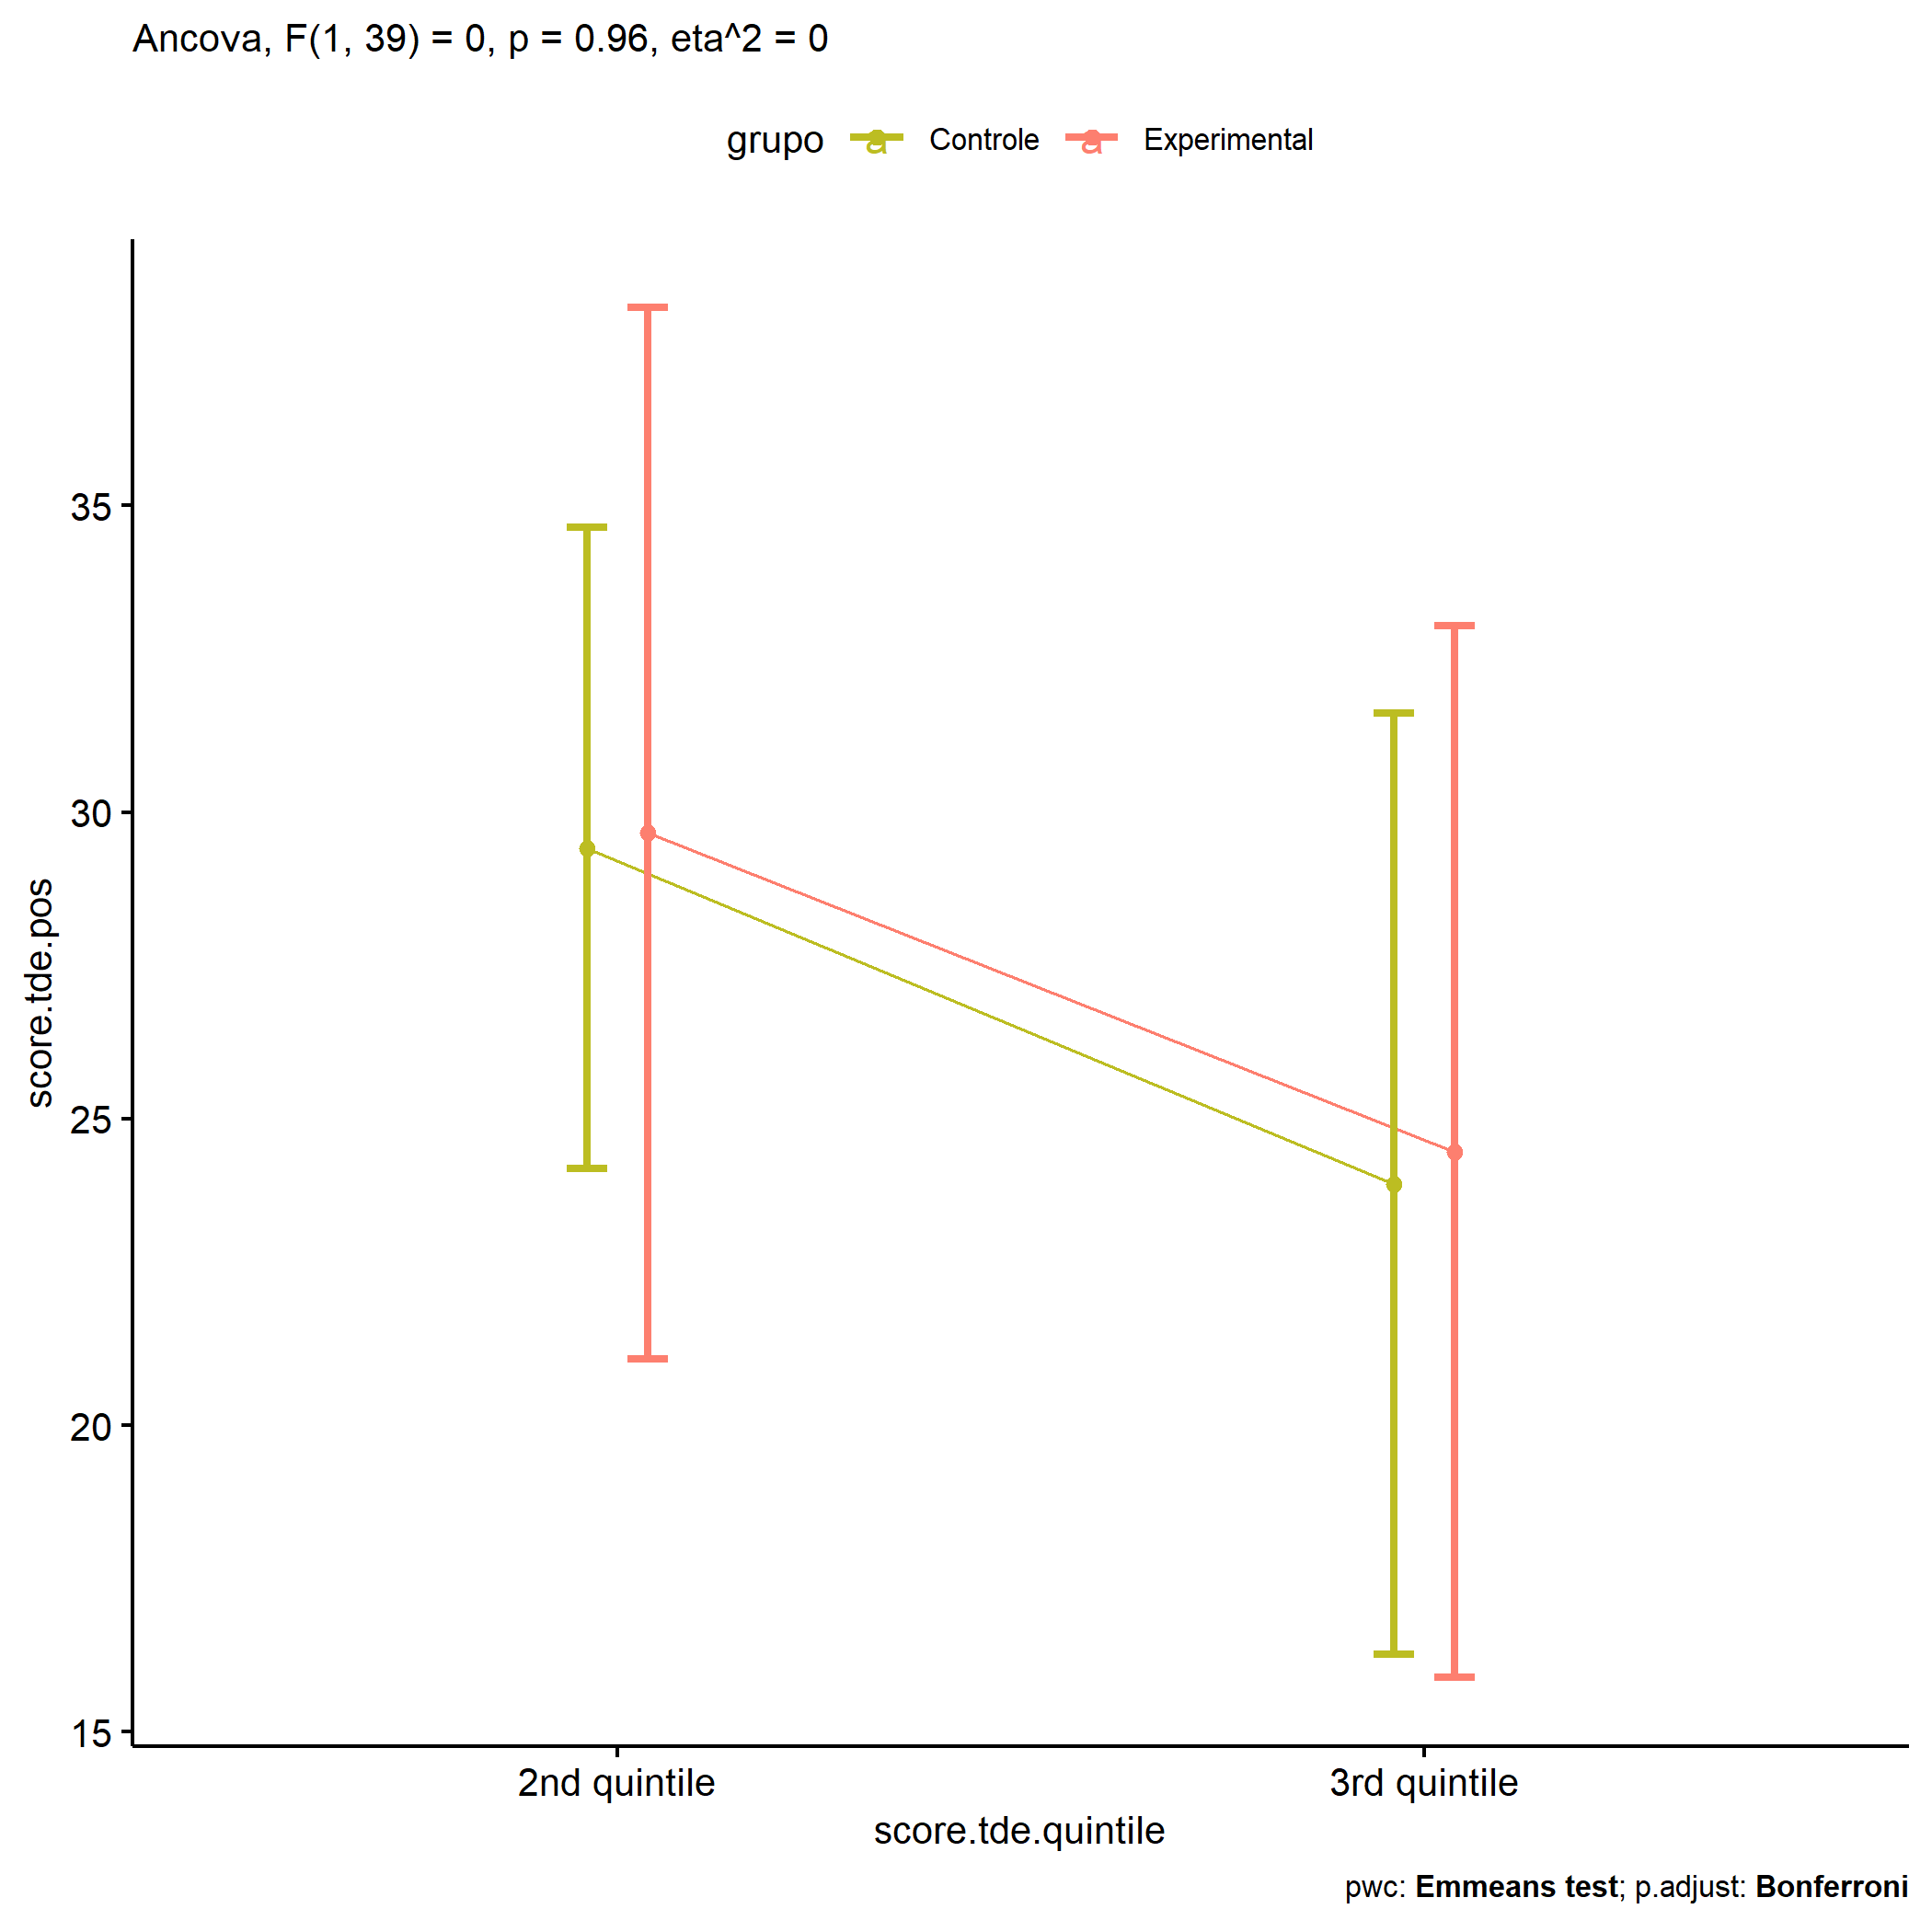 Ancova, F(1, 39) = 0, p = 0.96, eta^2 = 0
grupo a Controle a Experimental
35
30
25
20
15
score.tde.pos
2nd quintile 3rd quintile
score.tde.quintile
pwc: Emmeans test; p.adjust: Bonferroni